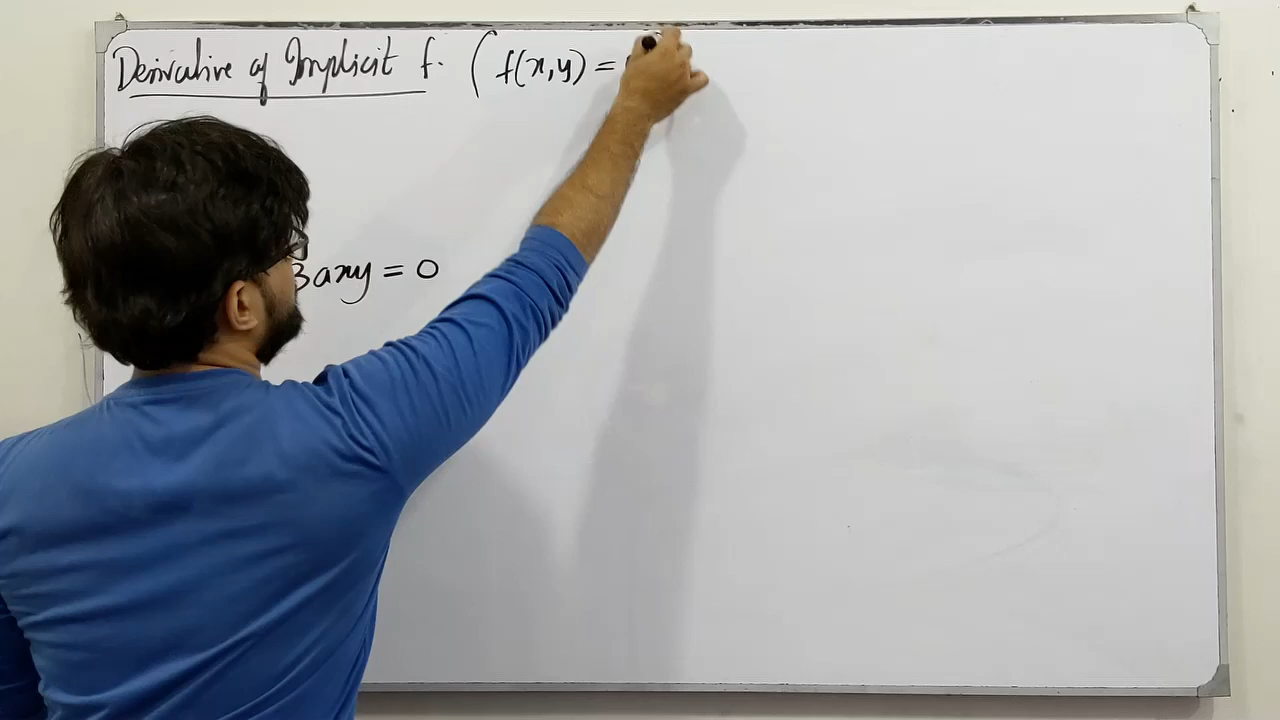 Derivative of Implicit f. ( f(x,y) =
3axy = 0